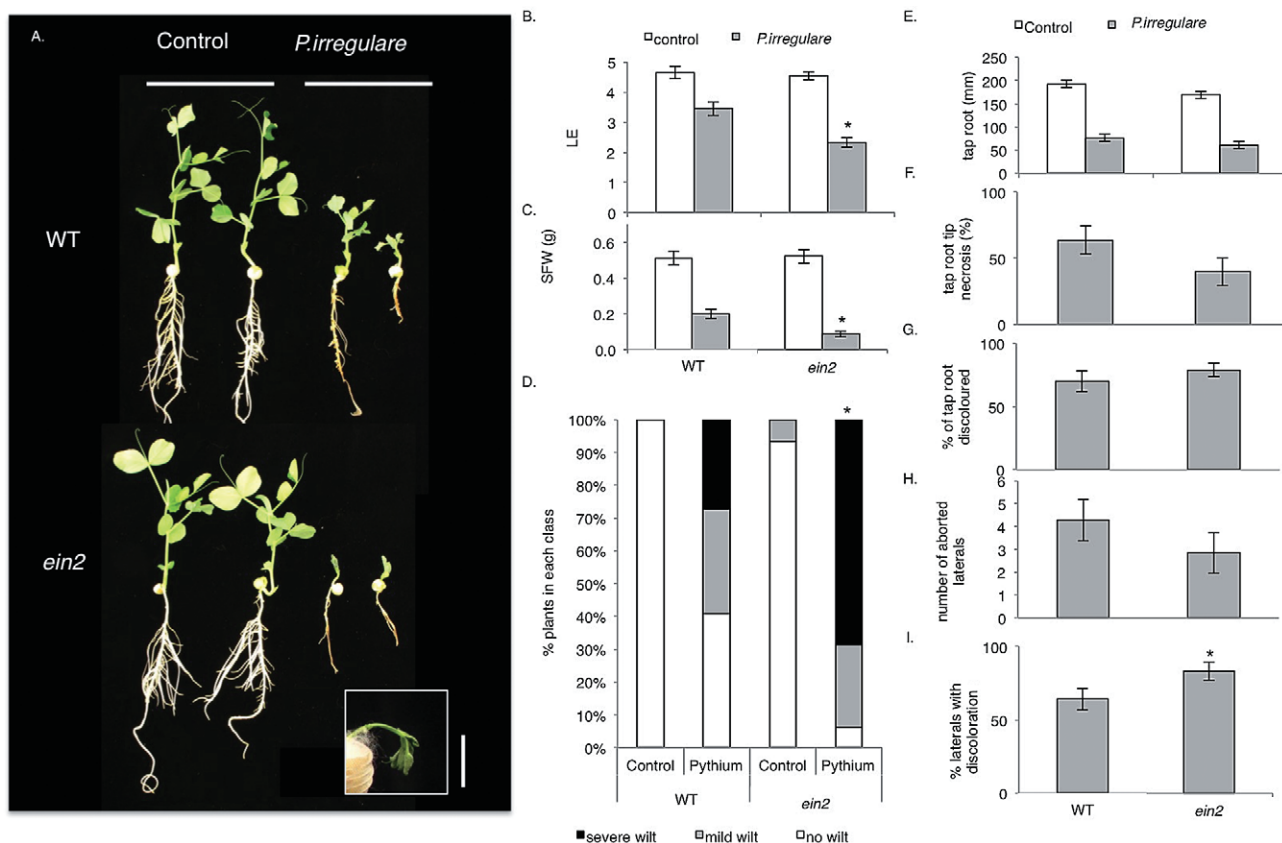 A.
Control P.irregulare
WT
ein2
B.
control P.irregulare
LE
5
4
3
2
1
0
*
C.
SFW (g)
0.6
0.4
0.2
0.0
*
WT ein2
D.
% plants in each class
100%
90%
80%
70%
60%
50%
40%
30%
20%
10%
0%
*
Control Pythium Control Pythium
WT ein2
severe wilt mild wilt no wilt
E.
Control P.irregulare
tap root (mm)
200
150
100
50
0
F.
tap root tip
necrosis (%)
100
50
0
G.
% of tap root
discoloured
100
50
0
H.
number of aborted
laterals
6
5
4
3
2
1
0
I.
% laterals with
discoloration
100
50
0
*
WT ein2